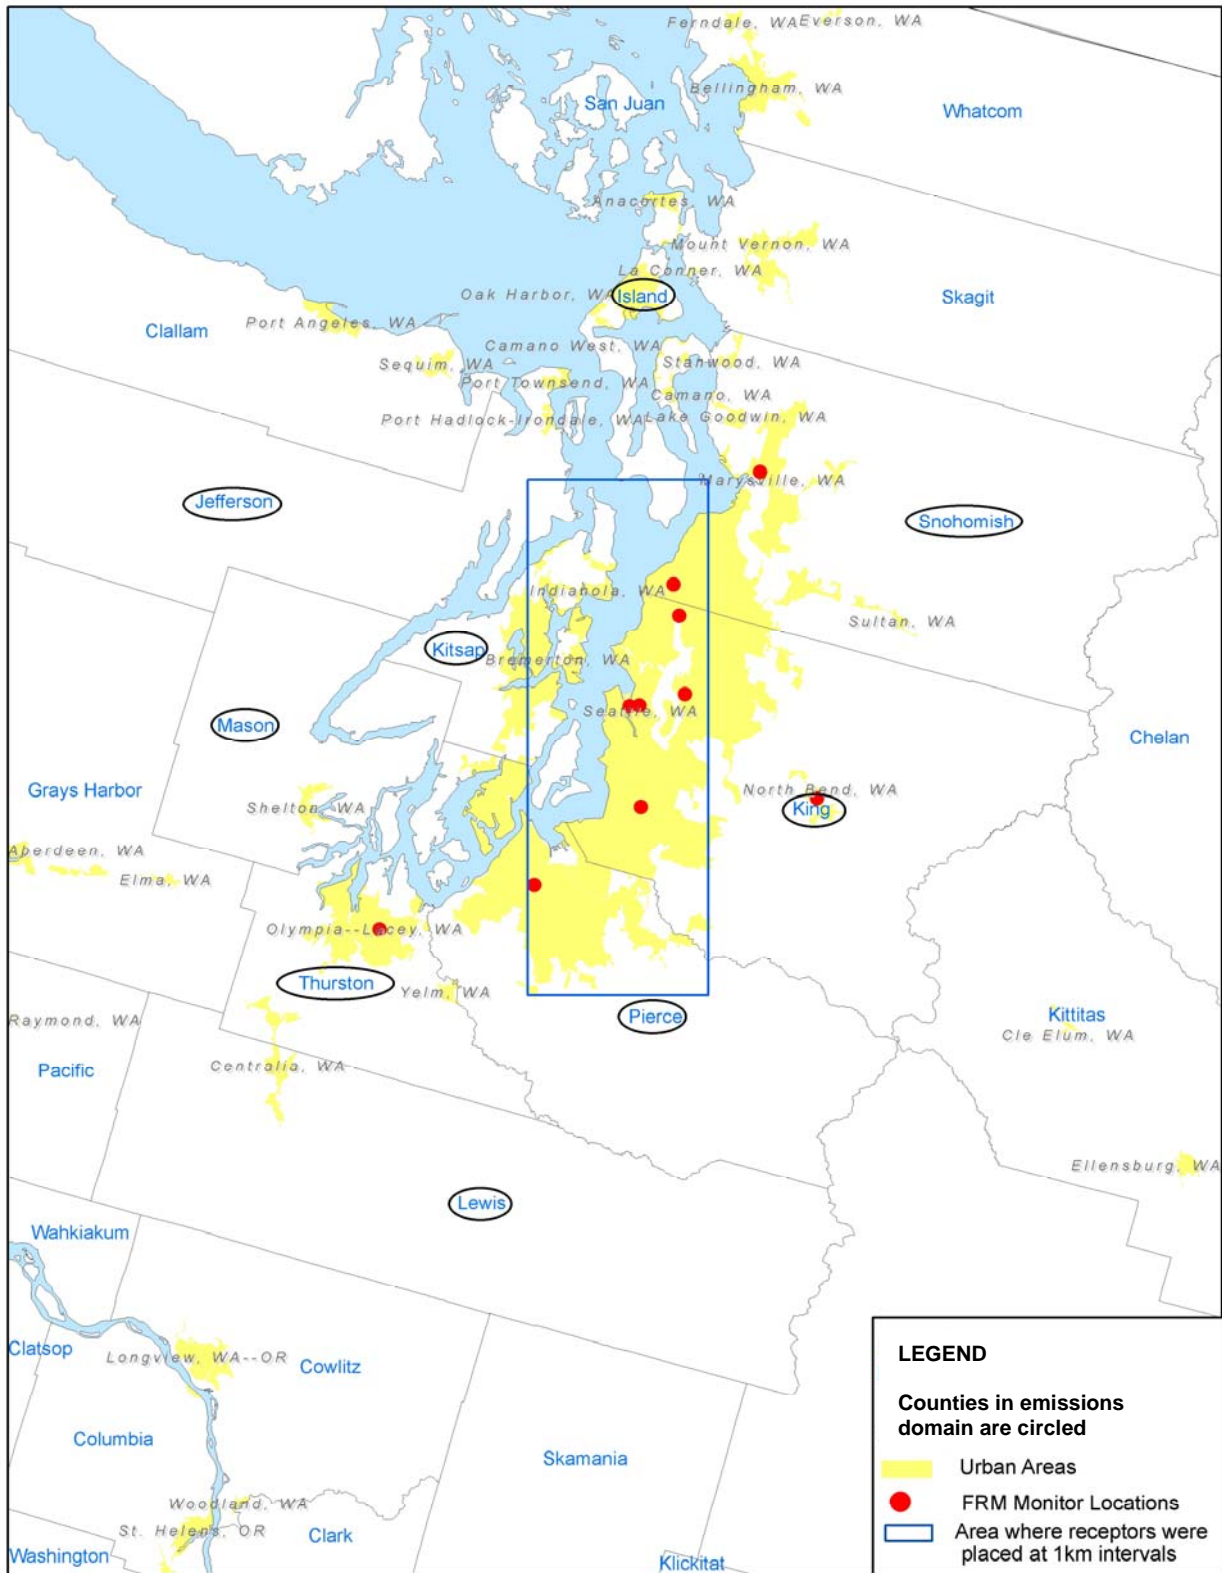 Ferndale, WA
Everson, WA
Bellingham, WA
San Juan
Whatcom
Anacortes, WA
Mount Vernon, WA
La Conner, WA
Oak Harbor, WA
Island
Skagit
Port Angeles, WA
Clallam
Camano West, WA
Sequim, WA
Stanwood, WA
Port Townsend, WA
Camano, WA
Port Hadlock-Irondale, WA
Lake Goodwin, WA
Marysville, WA
Jefferson
Snohomish
Indianola, WA
Sultan, WA
Kitsap
Bremerton, WA
Seattle, WA
Mason
Chelan
Grays Harbor
North Bend, WA
Shelton, WA
King
Aberdeen, WA
Elma, WA
Olympia--Lacey, WA
Thurston
Yelm, WA
Pierce
Kittitas
Raymond, WA
Cle Elum, WA
Pacific
Centralia, WA
Ellensburg, WA
Lewis
Wahkiakum
Clatsop
Longview, WA--OR
Cowlitz
Columbia
Skamania
Woodland, WA
St. Helens, OR
Clark
Washington
Klickitat
LEGEND
Counties in emissions
domain are circled
Urban Areas
FRM Monitor Locations
Area where receptors were
placed at 1km intervals